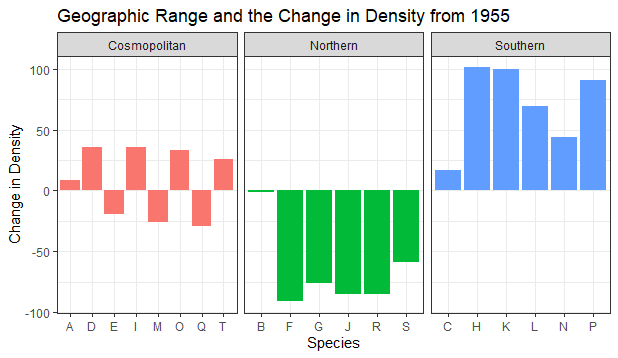 Geographic Range and the Change in Density from 1955
Cosmopolitan Northern Southern
Change in Density
100
50
0
-50
-100
A D E I M O Q T B F G J R S C H K L N P
Species